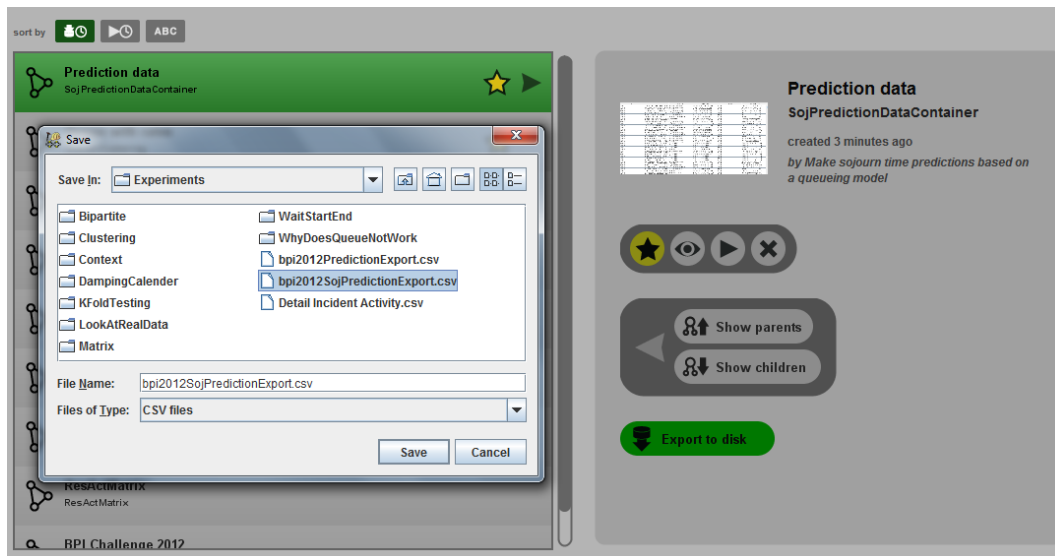 sort by
ABC
Prediction data
SojPredictionDataContainer
Save
Save In:
Experiments
Bipartite
Clustering
Context
DampingCalender
KFoldTesting
LookAtRealData
Matrix
WaitStartEnd
WhyDoesQueueNotWork
bpi2012PredictionExport.csv
bpi2012SojPredictionExport.csv
Detail Incident Activity.csv
File Name:
bpi2012SojPredictionExport.csv
Files of Type:
CSV files
Save
Cancel
ResActMatrix
ResActMatrix
BPI Challenge 2012
Prediction data
SojPredictionDataContainer
created 3 minutes ago
by Make sojourn time predictions based on
a queueing model
Show parents
Show children
Export to disk